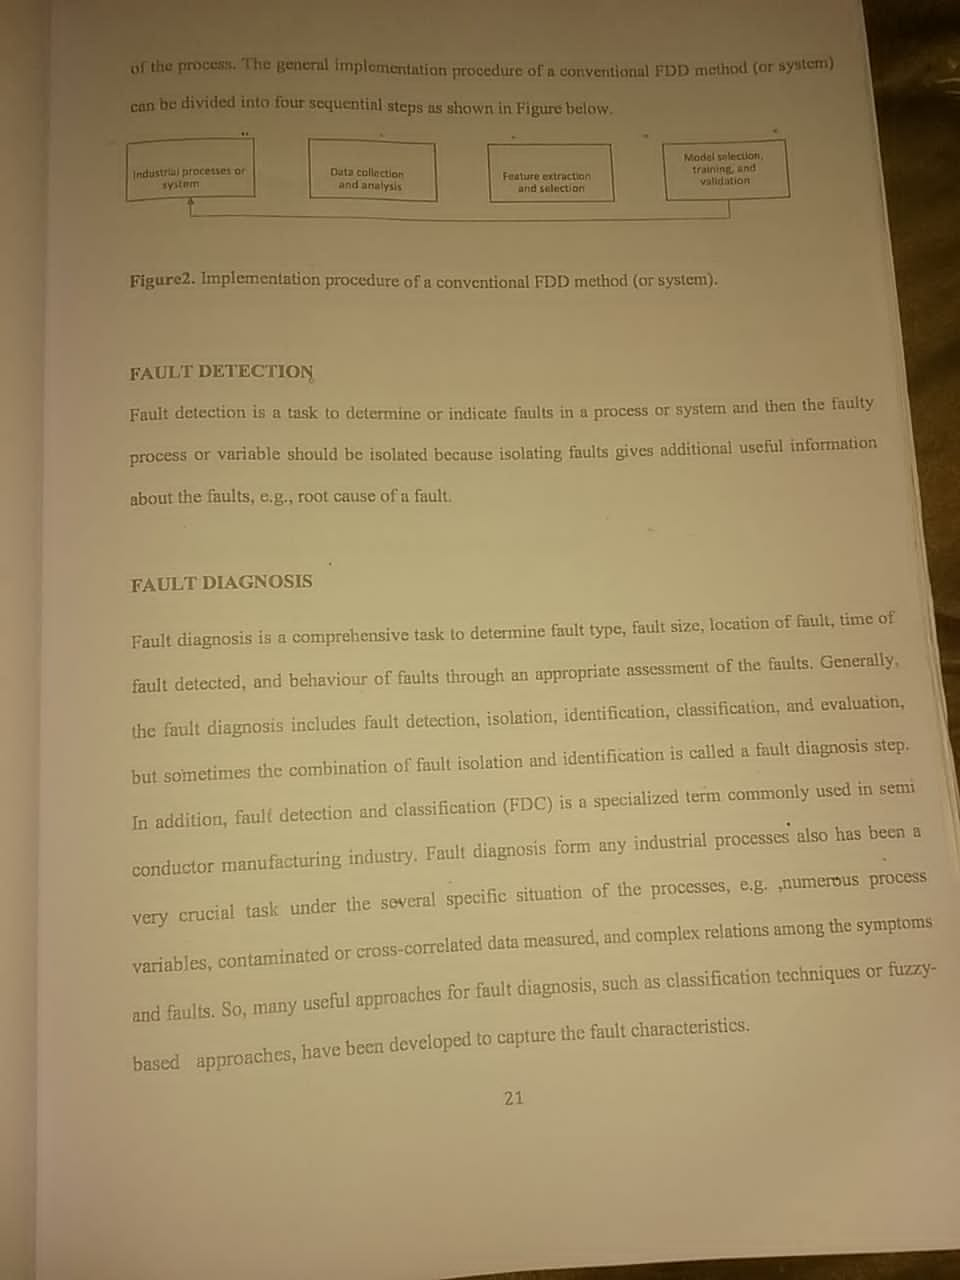 of the process. The general implementation procedure of a conventional FDD method (or system)
can be divided into four sequential steps as shown in Figure below.
Industrial processes or
system
Data collection
and analysis
Feature extraction
and selection
Model selection,
training, and
validation
Figure2. Implementation procedure of a conventional FDD method (or system).
FAULT DETECTION
Fault detection is a task to determine or indicate faults in a process or system and then the faulty
process or variable should be isolated because isolating faults gives additional useful information
about the faults, e.g., root cause of a fault.
FAULT DIAGNOSIS
Fault diagnosis is a comprehensive task to determine fault type, fault size, location of fault, time of
fault detected, and behaviour of faults through an appropriate assessment of the faults. Generally,
the fault diagnosis includes fault detection, isolation, identification, classification, and evaluation,
but sometimes the combination of fault isolation and identification is called a fault diagnosis step.
In addition, fault detection and classification (FDC) is a specialized term commonly used in semi
conductor manufacturing industry. Fault diagnosis form any industrial processes also has been a
very crucial task under the several specific situation of the processes, e.g. ,numerous process
variables, contaminated or cross-correlated data measured, and complex relations among the symptoms
and faults. So, many useful approaches for fault diagnosis, such as classification techniques or fuzzy-
based approaches, have been developed to capture the fault characteristics.
21